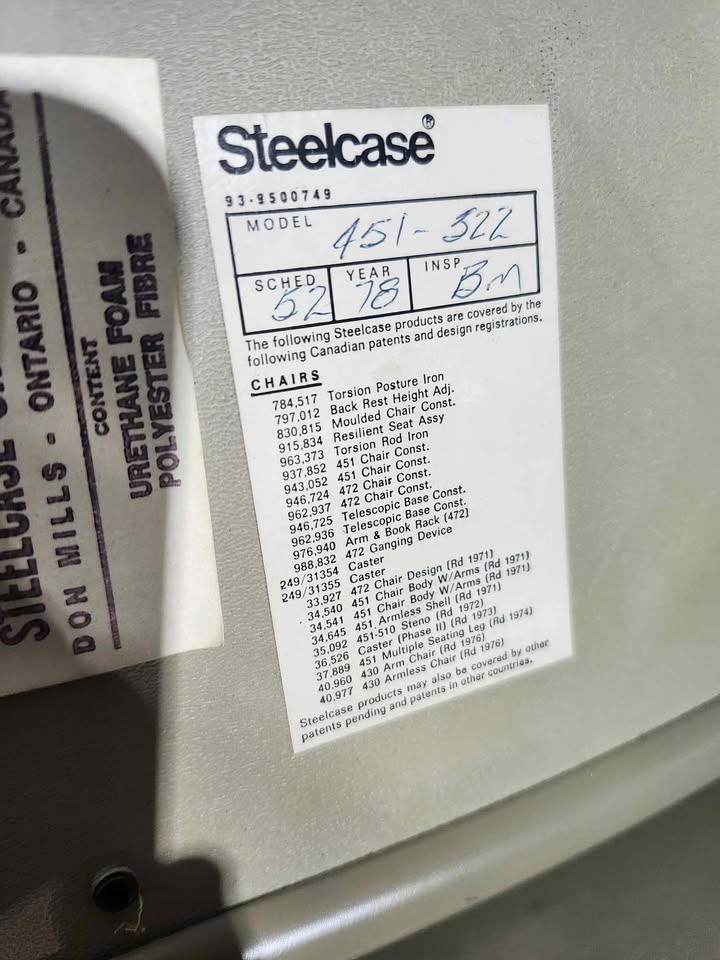 Steelcase®
93-9500749
MODEL 451-322
SCHED 52 YEAR 78 INSP BM
The following Steelcase products are covered by the
following Canadian patents and design registrations.
CHAIRS
784,517 Torsion Posture Iron
797,012 Back Rest Height Adj.
830,815 Moulded Chair Const.
915,834 Resilient Seat Assy
963,373 Torsion Rod Iron
937,852 451 Chair Const.
943,052 451 Chair Const.
946,724 472 Chair Const.
962,937 472 Chair Const.
946,725 Telescopic Base Const.
962,936 Telescopic Base Const.
976,940 Arm & Book Rack (472)
988,832 472 Ganging Device
249/31354 Caster
249/31355 Caster
33,927 472 Chair Design (Rd 1971)
34,540 451 Chair Body W/Arms (Rd 1971)
34,541 451 Chair Body W/Arms (Rd 1971)
34,645 451 Armless Shell (Rd 1971)
35,092 451-510 Steno (Rd 1972)
36,526 Caster (Phase II) (Rd 1973)
37,889 451 Multiple Seating Leg (Rd 1974)
40.960 430 Arm Chair (Rd 1976)
40.977 430 Armless Chair (Rd 1976)
Steelcase products may also be covered by other
patents pending and patents in other countries.
STEELCASE
DON MILLS - ONTARIO - CANADA
CONTENT
URETHANE FOAM
POLYESTER FIBRE